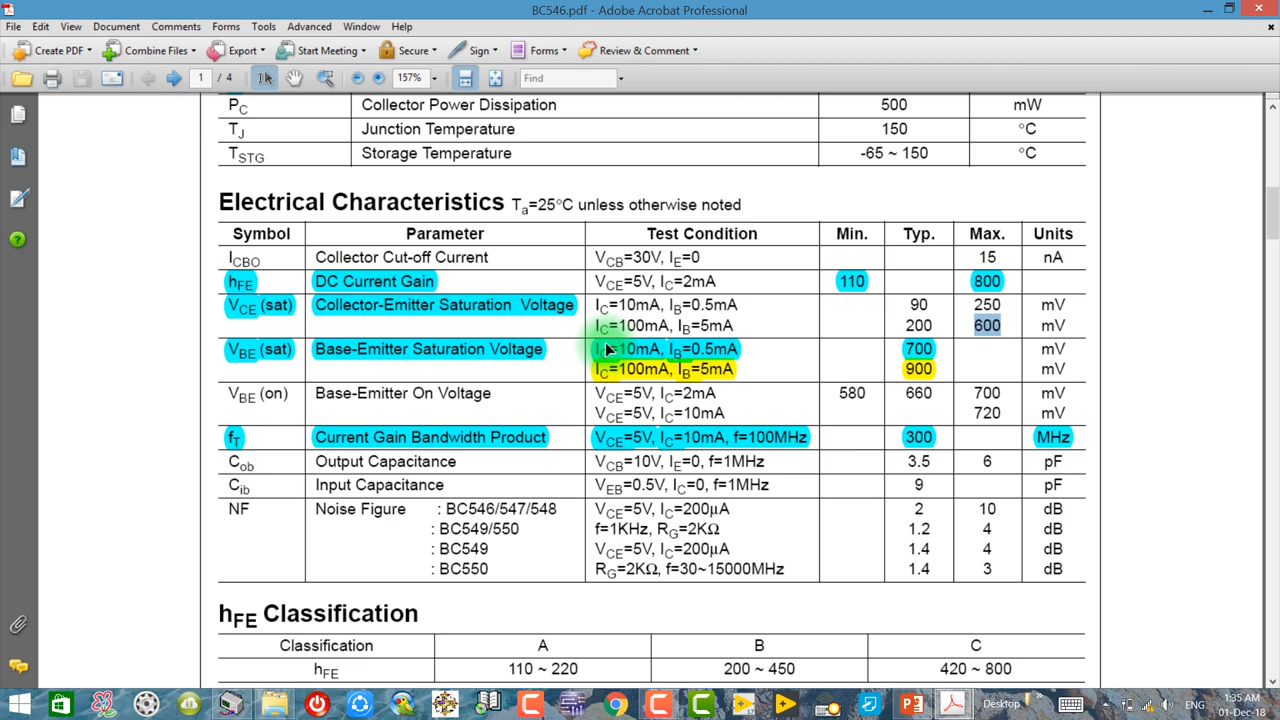 BC546.pdf - Adobe Acrobat Professional
File Edit View Document Comments Forms Tools Advanced Window Help
Create PDF Combine Files Export Start Meeting Secure Sign Forms Review & Comment
1 / 4 157% Find
PC Collector Power Dissipation 500 mW
TJ Junction Temperature 150 °C
TSTG Storage Temperature -65 ~ 150 °C
Electrical Characteristics Ta=25°C unless otherwise noted
Symbol Parameter Test Condition Min. Typ. Max. Units
ICBO Collector Cut-off Current VCB=30V, IE=0 15 nA
hFE DC Current Gain VCE=5V, IC=2mA 110 800
VCE (sat) Collector-Emitter Saturation Voltage IC=10mA, IB=0.5mA 90 250 mV
IC=100mA, IB=5mA 200 600 mV
VBE (sat) Base-Emitter Saturation Voltage IC=10mA, IB=0.5mA 700 mV
IC=100mA, IB=5mA 900 mV
VBE (on) Base-Emitter On Voltage VCE=5V, IC=2mA 580 660 700 mV
VCE=5V, IC=10mA 720 mV
fT Current Gain Bandwidth Product VCE=5V, IC=10mA, f=100MHz 300 MHz
Cob Output Capacitance VCB=10V, IE=0, f=1MHz 3.5 6 pF
Cib Input Capacitance VEB=0.5V, IC=0, f=1MHz 9 pF
NF Noise Figure : BC546/547/548 VCE=5V, IC=200µA 2 10 dB
: BC549/550 f=1KHz, RG=2KΩ 1.2 4 dB
: BC549 VCE=5V, IC=200µA 1.4 4 dB
: BC550 RG=2KΩ, f=30~15000MHz 1.4 3 dB
hFE Classification
Classification A B C
hFE 110 ~ 220 200 ~ 450 420 ~ 800
Desktop ENG 1:35 AM
01-Dec-18